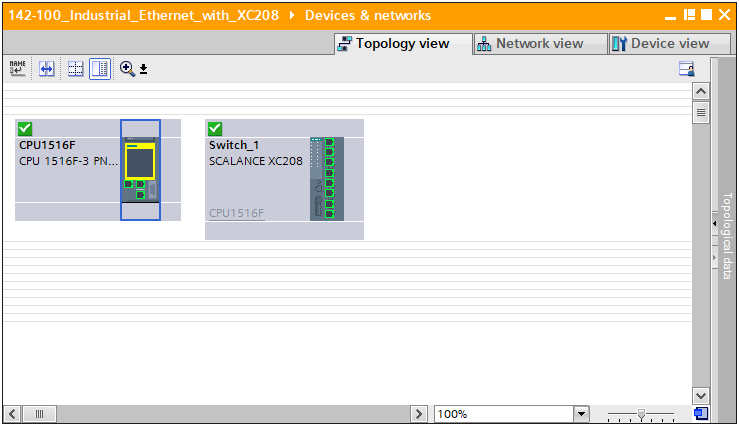 142-100_Industrial_Ethernet_with_XC208 ▸ Devices & networks
Topology view
Network view
Device view
NAME
CPU1516F
CPU 1516F-3 PN...
Switch_1
SCALANCE XC208
CPU1516F
Topological data
100%